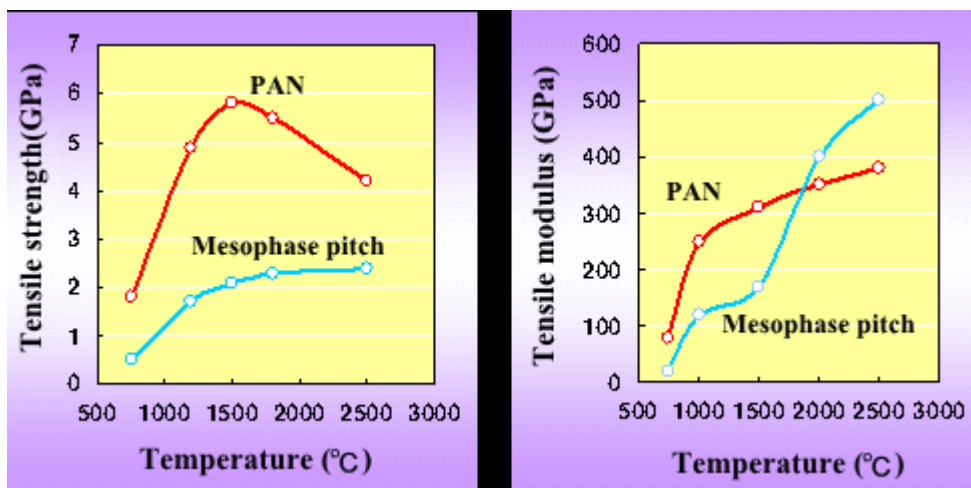 Tensile strength(GPa)
7
6
5
4
3
2
1
0
PAN
Mesophase pitch
500 1000 1500 2000 2500 3000
Temperature (℃)
Tensile modulus (GPa)
600
500
400
300
200
100
0
PAN
Mesophase pitch
500 1000 1500 2000 2500 3000
Temperature (℃)